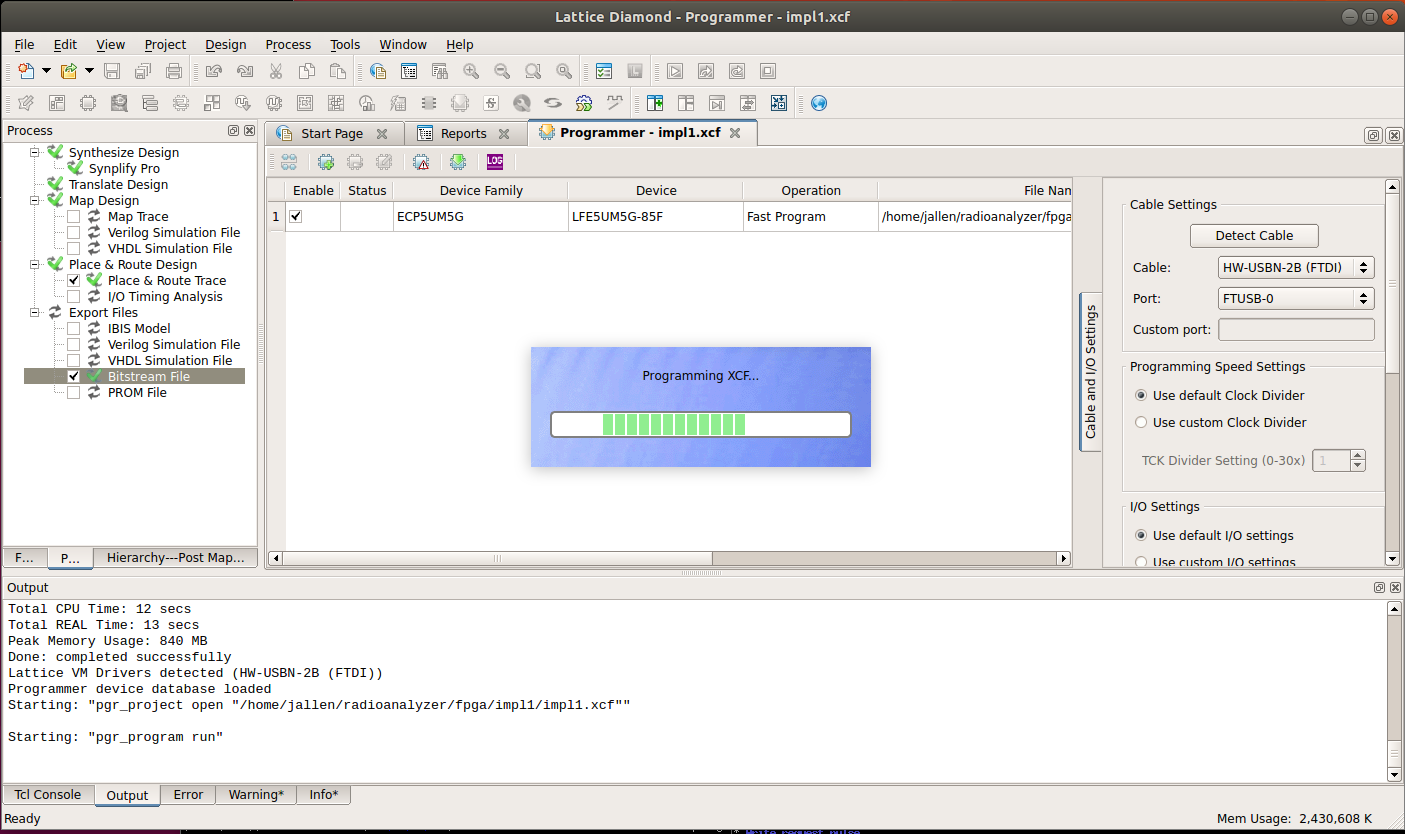 Lattice Diamond - Programmer - impl1.xcf
File Edit View Project Design Process Tools Window Help
Process
Synthesize Design
Synplify Pro
Translate Design
Map Design
Map Trace
Verilog Simulation File
VHDL Simulation File
Place & Route Design
Place & Route Trace
I/O Timing Analysis
Export Files
IBIS Model
Verilog Simulation File
VHDL Simulation File
Bitstream File
PROM File
F... P... Hierarchy---Post Map...
Start Page Reports Programmer - impl1.xcf
LOG
Enable Status Device Family Device Operation File Nan
1 ECP5UM5G LFE5UM5G-85F Fast Program /home/jallen/radioanalyzer/fpga
Programming XCF...
Cable and I/O Settings
Cable Settings
Detect Cable
Cable: HW-USBN-2B (FTDI)
Port: FTUSB-0
Custom port:
Programming Speed Settings
Use default Clock Divider
Use custom Clock Divider
TCK Divider Setting (0-30x) 1
I/O Settings
Use default I/O settings
Use custom I/O settings
Output
Total CPU Time: 12 secs
Total REAL Time: 13 secs
Peak Memory Usage: 840 MB
Done: completed successfully
Lattice VM Drivers detected (HW-USBN-2B (FTDI))
Programmer device database loaded
Starting: "pgr_project open "/home/jallen/radioanalyzer/fpga/impl1/impl1.xcf""
Starting: "pgr_program run"
Tcl Console Output Error Warning* Info*
Ready Mem Usage: 2,430,608 K